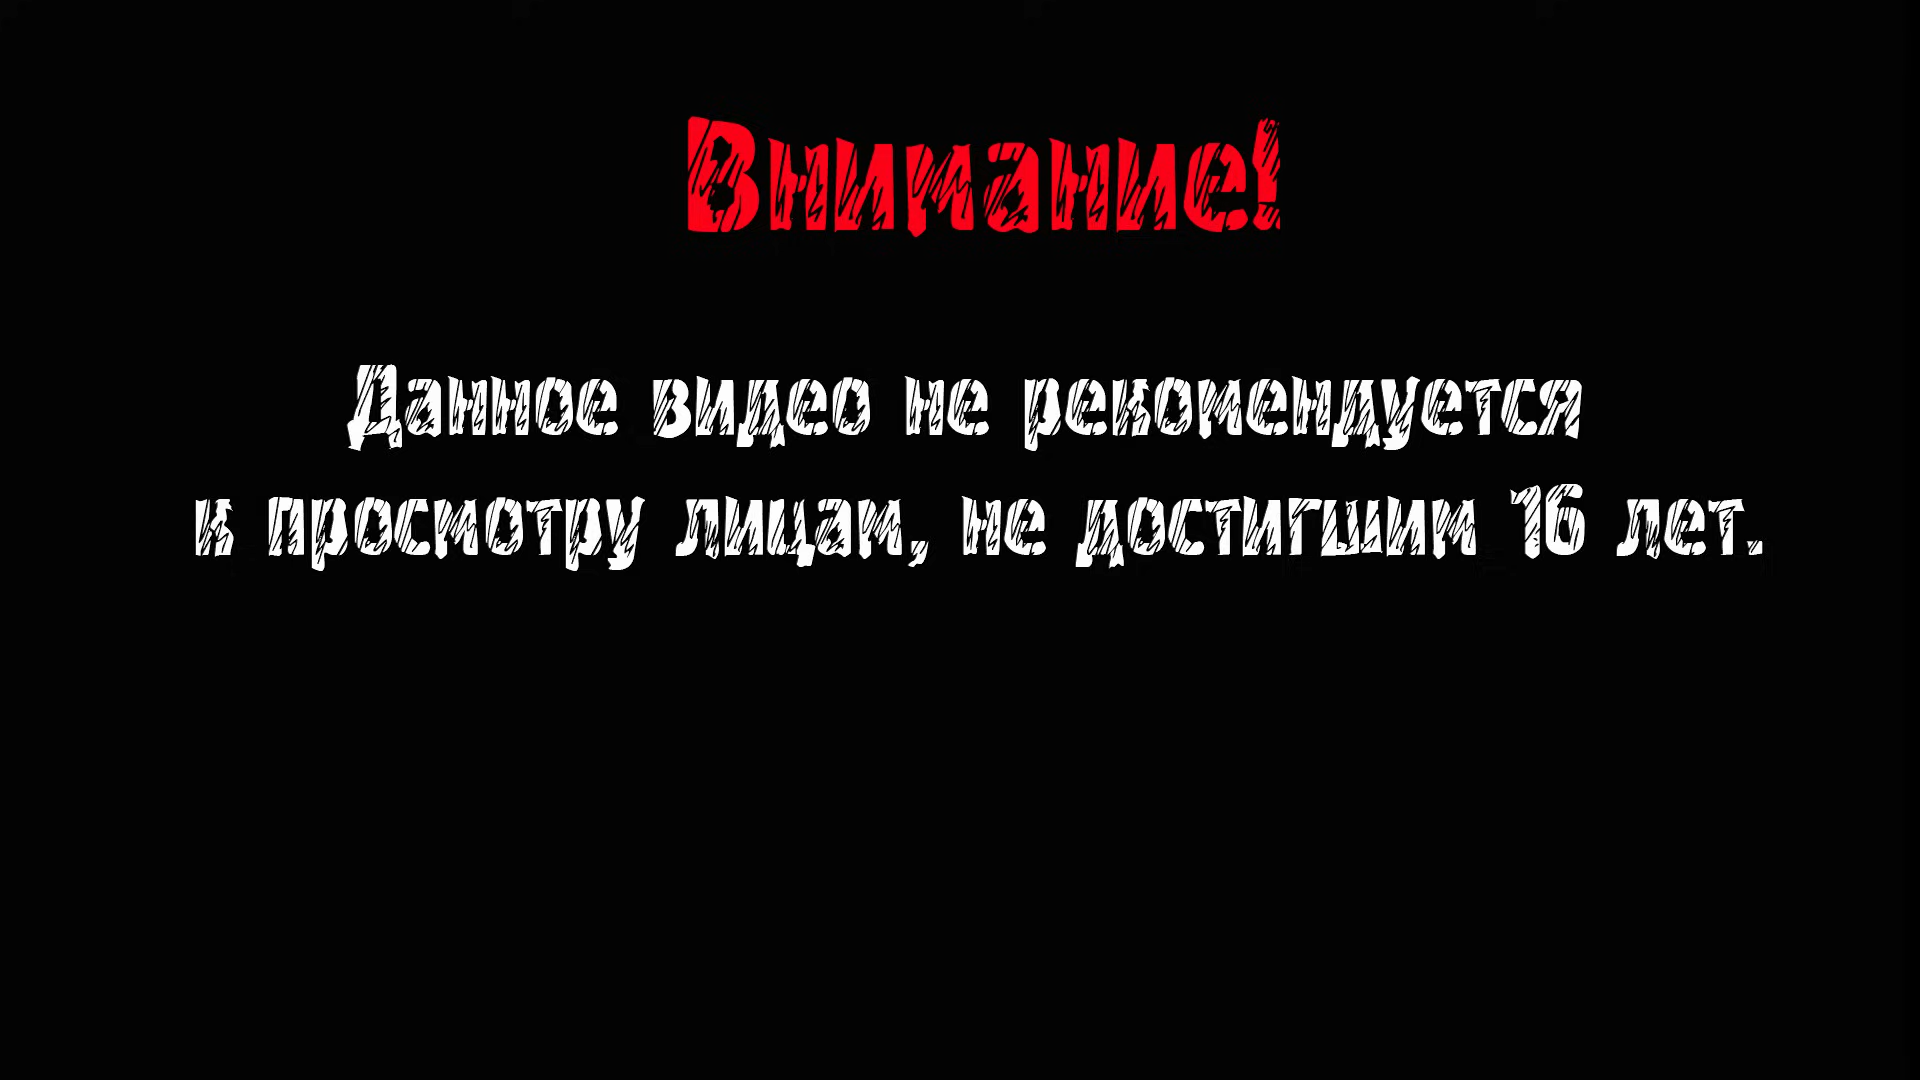 Внимание!
Данное видео не рекомендуется
к просмотру лицам, не достигшим 16 лет.